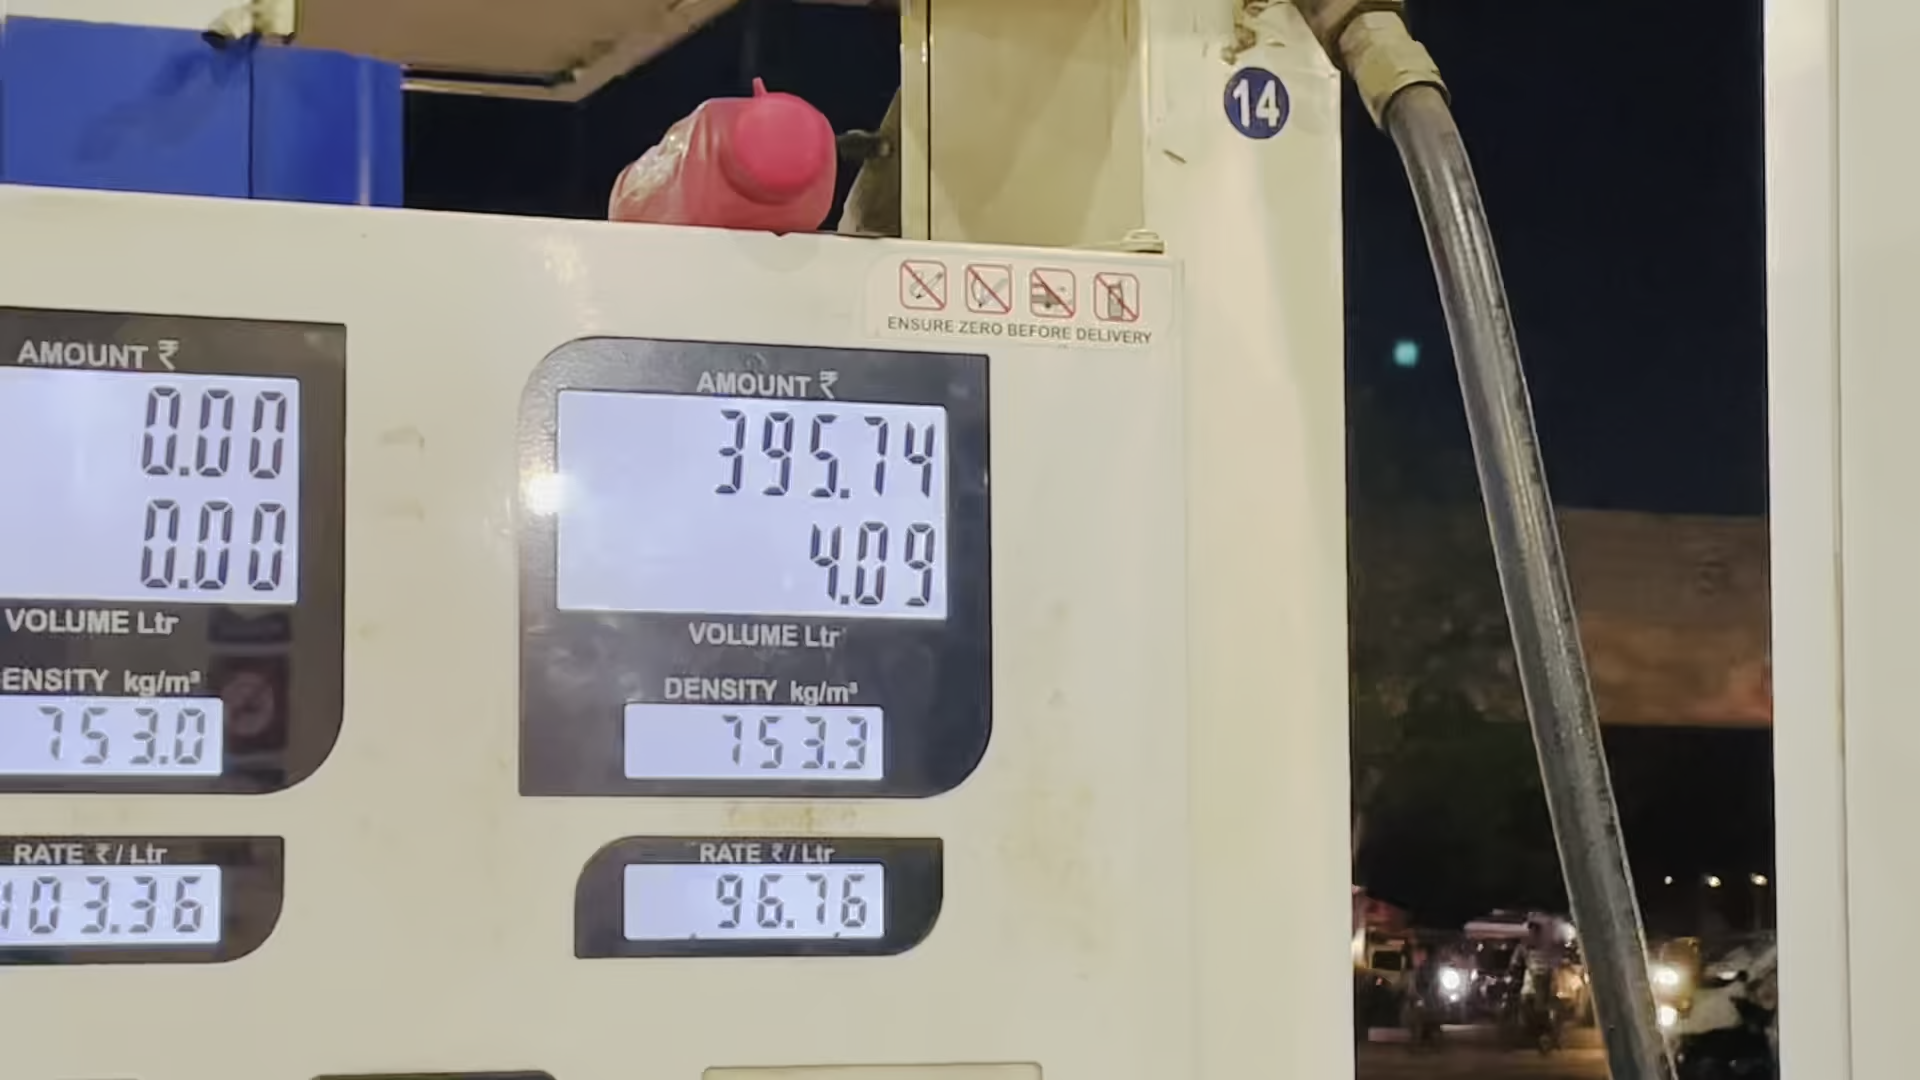 14
ENSURE ZERO BEFORE DELIVERY
AMOUNT ₹
0.00
0.00
VOLUME Ltr
ENSITY kg/m³
753.0
RATE ₹/Ltr
103.36
AMOUNT ₹
395.74
4.09
VOLUME Ltr
DENSITY kg/m³
753.3
RATE ₹/Ltr
96.76